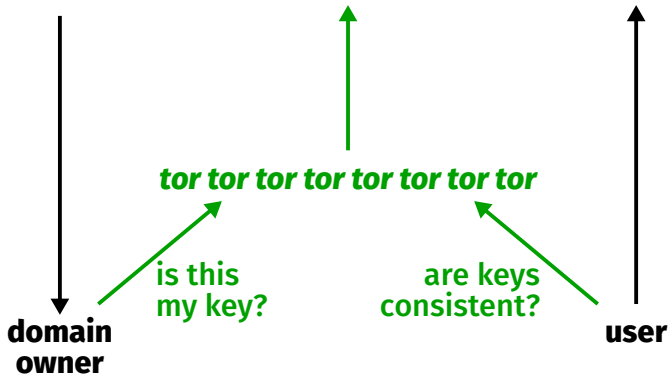 tor tor tor tor tor tor tor tor
is this
my key?
are keys
consistent?
domain
owner
user